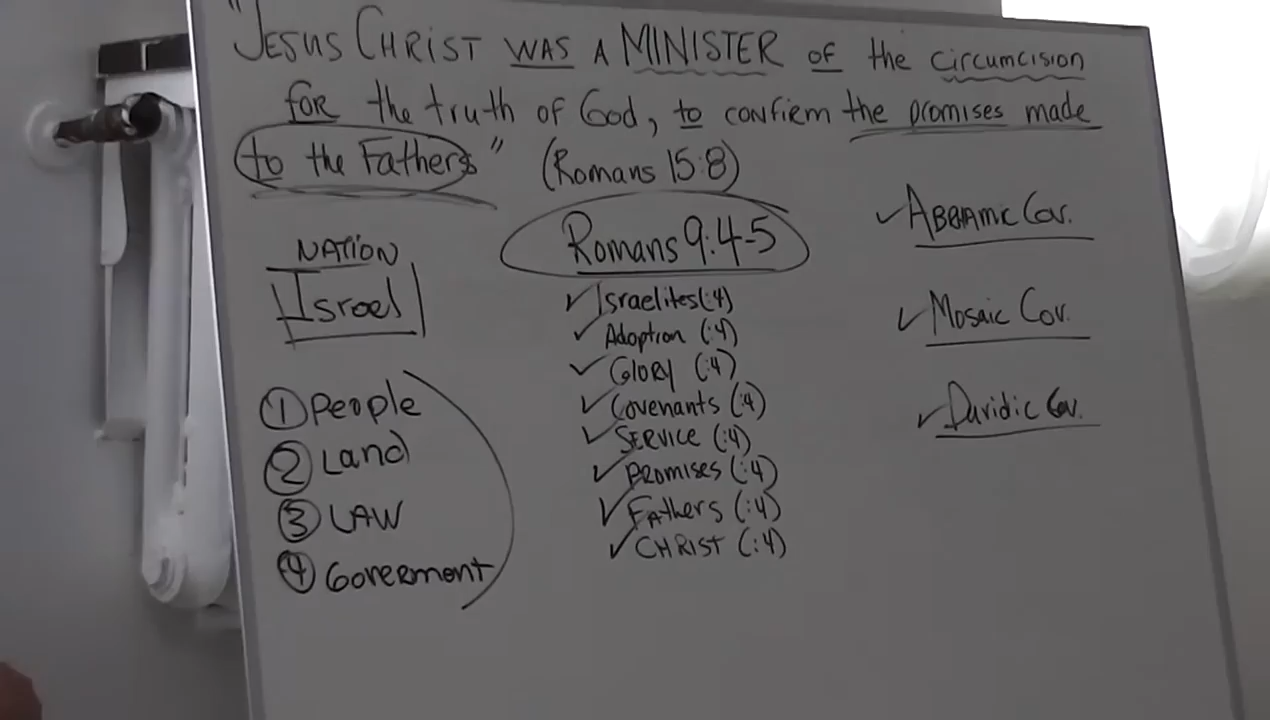 "JESUS CHRIST WAS A MINISTER of the circumcision
for the truth of God, to confirm the promises made
to the Fathers" (Romans 15:8)
NATION
Israel
① People
② Land
③ LAW
④ Goverment
Romans 9:4-5
✓ Israelites (:4)
✓ Adoption (:4)
✓ Glory (:4)
✓ Covenants (:4)
✓ SERVICE (:4)
✓ Promises (:4)
✓ Fathers (:4)
✓ CHRIST (:4)
✓ Cov.
✓ Mosaic Cov.
✓ Davidic Cov.